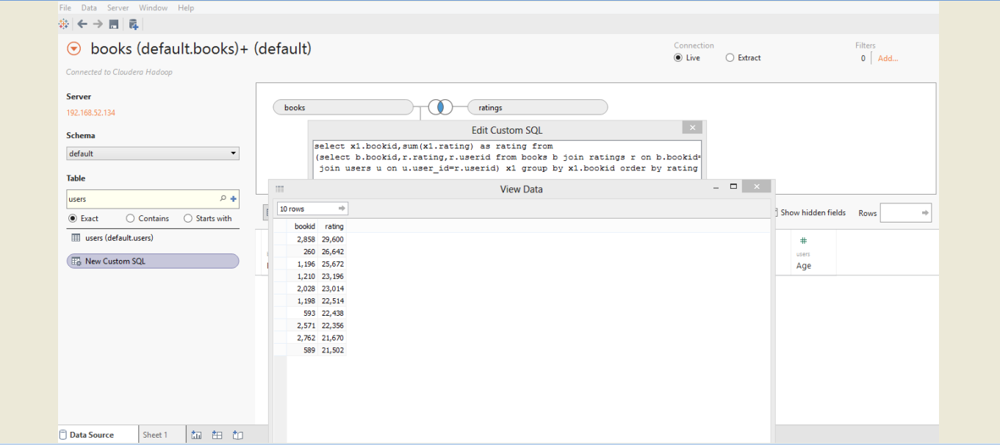 File Data Server Window Help
books (default.books)+ (default)
Connection
Live Extract
Filters
0 Add...
Connected to Cloudera Hadoop
Server
192.168.52.134
Schema
default
Table
users
Exact Contains Starts with
users (default.users)
New Custom SQL
books ratings
Edit Custom SQL
select x1.bookid,sum(x1.rating) as rating from
(select b.bookid,r.rating,r.userid from books b join ratings r on b.bookid=
join users u on u.user_id=r.userid) x1 group by x1.bookid order by rating
View Data
10 rows
bookid rating
2,858 29,600
260 26,642
1,196 25,672
1,210 23,196
2,028 23,014
1,198 22,514
593 22,438
2,571 22,356
2,762 21,670
589 21,502
Show hidden fields Rows
#
users
Age
Data Source Sheet 1